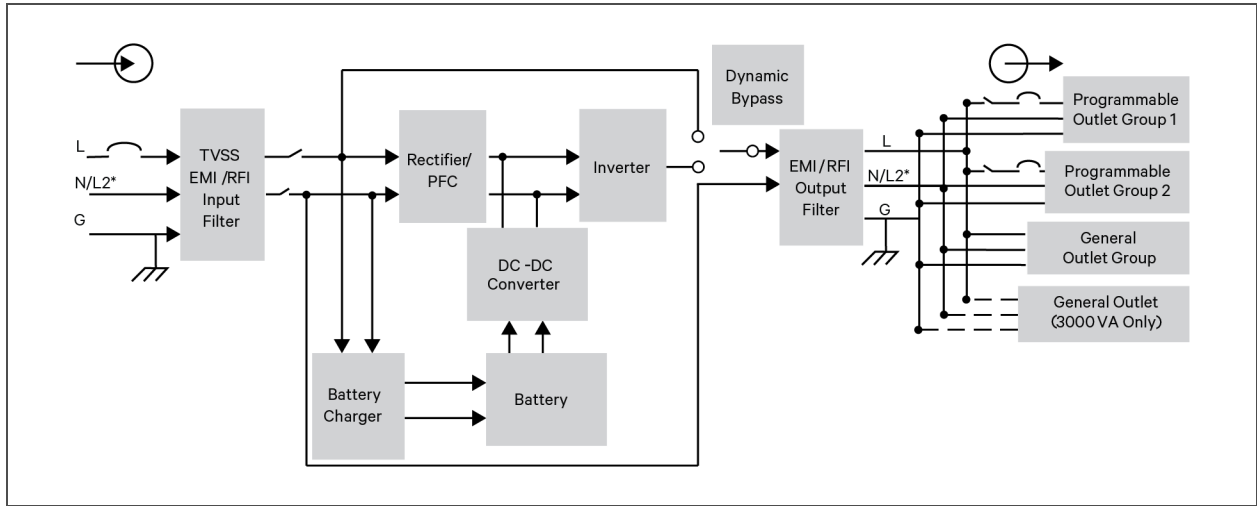 L
N/L2*
G
TVSS
EMI /RFI
Input
Filter
Rectifier/
PFC
Inverter
DC -DC
Converter
Battery
Charger
Battery
Dynamic
Bypass
EMI/RFI
Output
Filter
L
N/L2*
G
Programmable
Outlet Group 1
Programmable
Outlet Group 2
General
Outlet Group
General Outlet
(3000 VA Only)